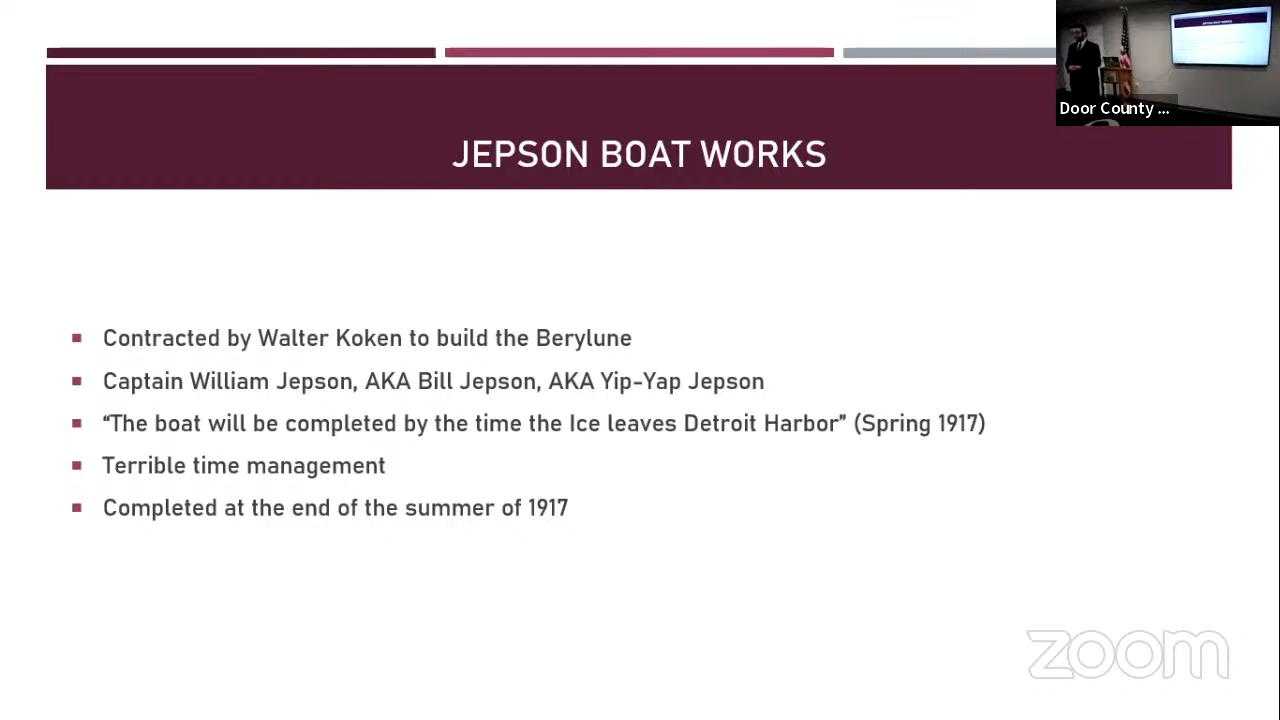 JEPSON BOAT WORKS
Door County ...
Contracted by Walter Koken to build the Berylune
Captain William Jepson, AKA Bill Jepson, AKA Yip-Yap Jepson
“The boat will be completed by the time the Ice leaves Detroit Harbor” (Spring 1917)
Terrible time management
Completed at the end of the summer of 1917
zoom